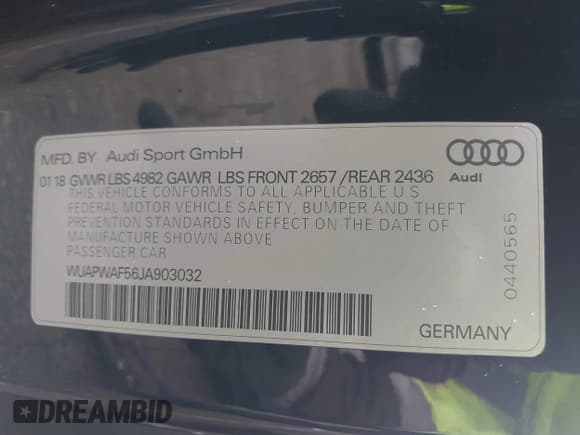 MFD. BY Audi Sport GmbH
01 18 GVWR LBS 4982 GAWR LBS FRONT 2657 / REAR 2436
THIS VEHICLE CONFORMS TO ALL APPLICABLE U S
FEDERAL MOTOR VEHICLE SAFETY, BUMPER AND THEFT
PREVENTION STANDARDS IN EFFECT ON THE DATE OF
MANUFACTURE SHOWN ABOVE
PASSENGER CAR
WUAPWAF56JA903032
Audi
0440565
GERMANY
DREAMBID